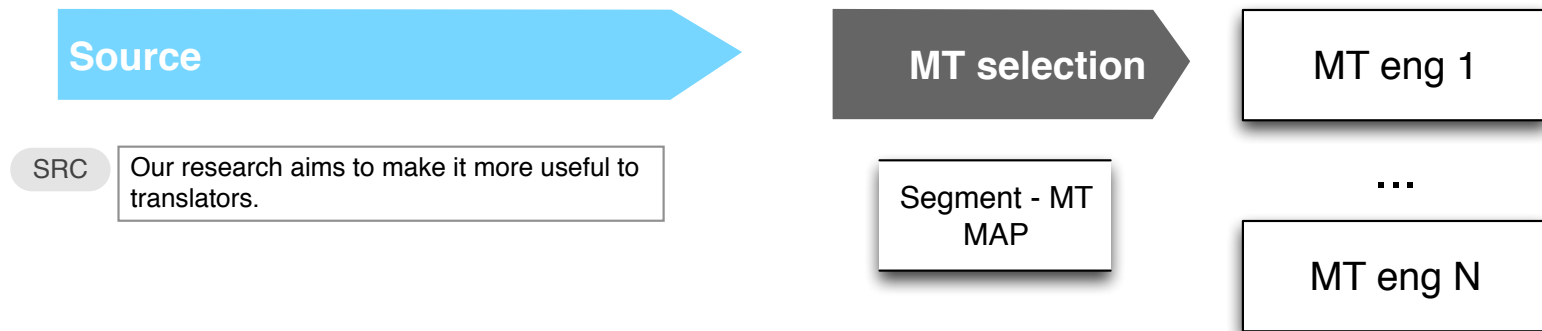 Source
SRC
Our research aims to make it more useful to
translators.
MT selection
Segment - MT
MAP
MT eng 1
...
MT eng N